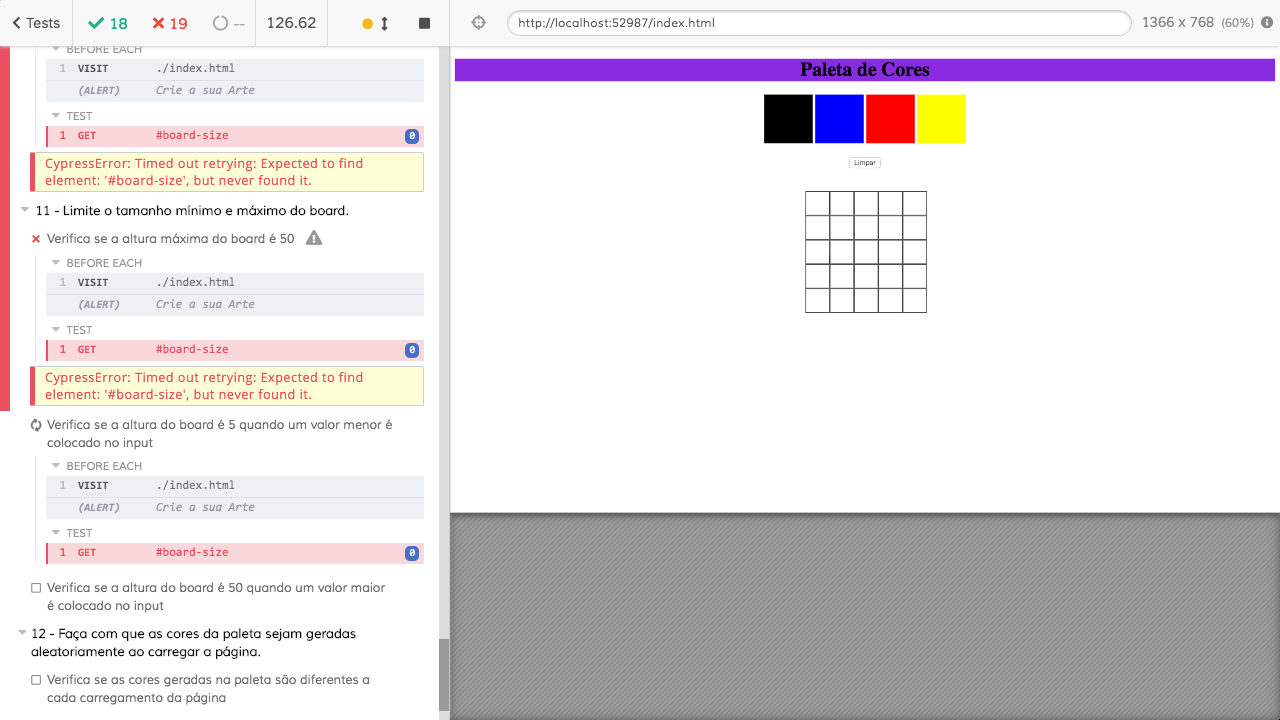 Tests 18 19 -- 126.62
http://localhost:52987/index.html 1366 x 768 (60%)
BEFORE EACH
1 VISIT ./index.html
(ALERT) Crie a sua Arte
TEST
1 GET #board-size 0
CypressError: Timed out retrying: Expected to find
element: '#board-size', but never found it.
11 - Limite o tamanho mínimo e máximo do board.
Verifica se a altura máxima do board é 50
BEFORE EACH
1 VISIT ./index.html
(ALERT) Crie a sua Arte
TEST
1 GET #board-size 0
CypressError: Timed out retrying: Expected to find
element: '#board-size', but never found it.
Verifica se a altura do board é 5 quando um valor menor é
colocado no input
BEFORE EACH
1 VISIT ./index.html
(ALERT) Crie a sua Arte
TEST
1 GET #board-size 0
Verifica se a altura do board é 50 quando um valor maior
é colocado no input
12 - Faça com que as cores da paleta sejam geradas
aleatoriamente ao carregar a página.
Verifica se as cores geradas na paleta são diferentes a
cada carregamento da página
Paleta de Cores
Limpar